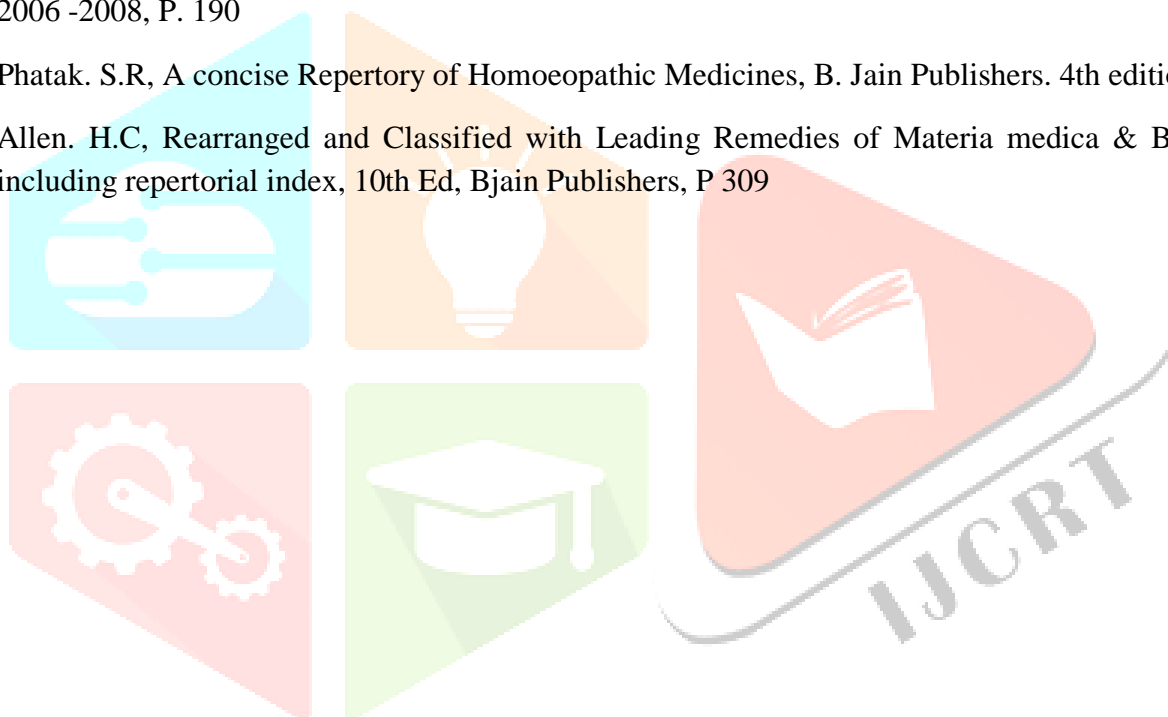 2006 -2008, P. 190
Phatak. S.R, A concise Repertory of Homoeopathic Medicines, B. Jain Publishers. 4th
Allen. H.C, Rearranged and Classified with Leading Remedies of Materia medica &
including repertorial index, 10th Ed, Bjain Publishers, P 309
IJCRT